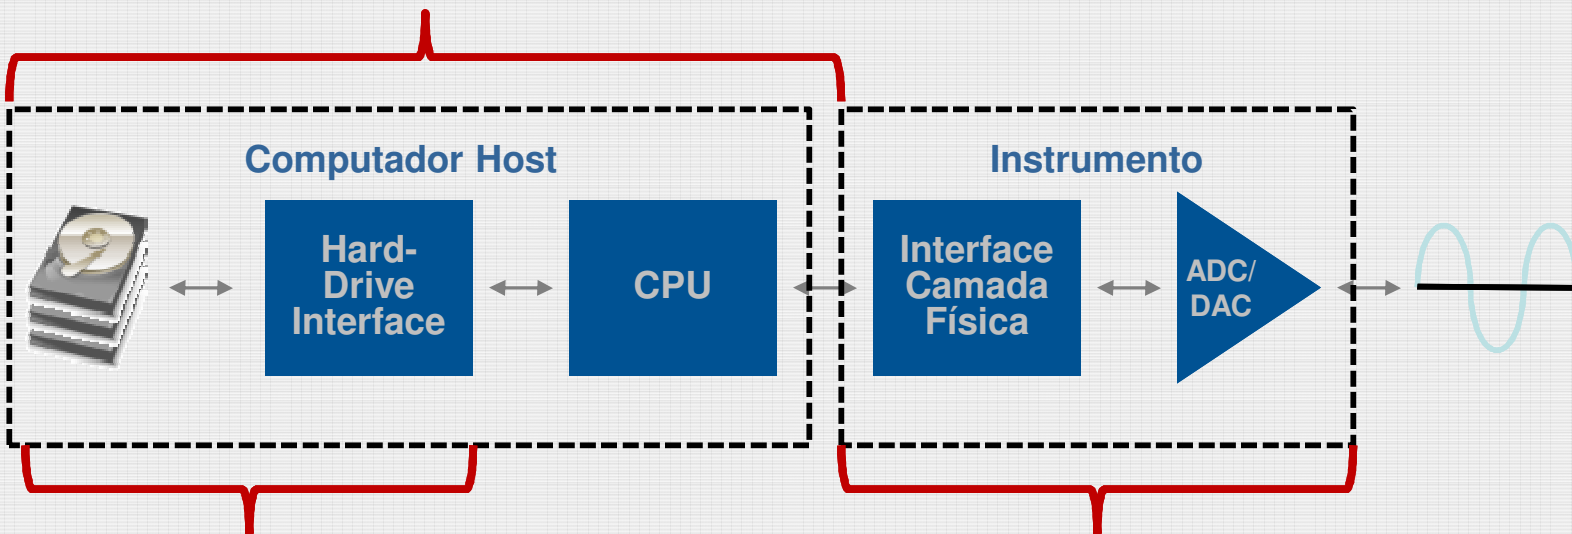 Computador Host
Instrumento
Hard-
Drive
Interface
CPU
Interface
Camada
Física
ADC/
DAC